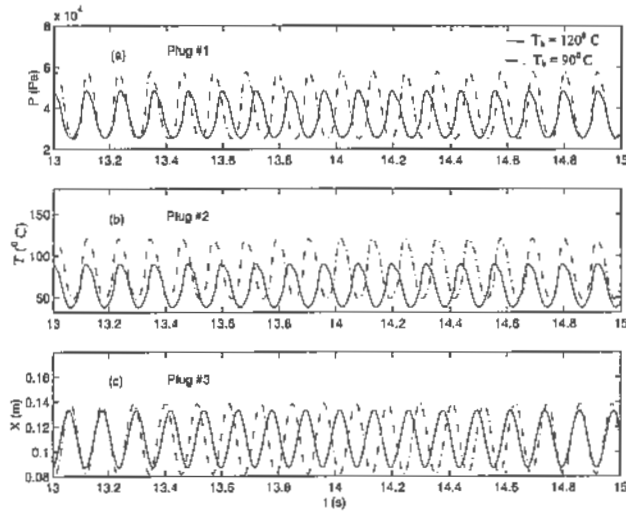 8 x 10⁴
(a) Plug #1
Tₕ = 120⁰ C
Tₕ = 90⁰ C
6
4
2
P (Pa)
13 13.2 13.4 13.6 13.8 14 14.2 14.4 14.6 14.8 15
(b) Plug #2
150
100
50
T (⁰ C)
13 13.2 13.4 13.6 13.8 14 14.2 14.4 14.6 14.8 15
0.16
(c) Plug #3
0.14
0.12
0.1
0.08
X (m)
13 13.2 13.4 13.6 13.8 14 14.2 14.4 14.6 14.8 15
t (s)